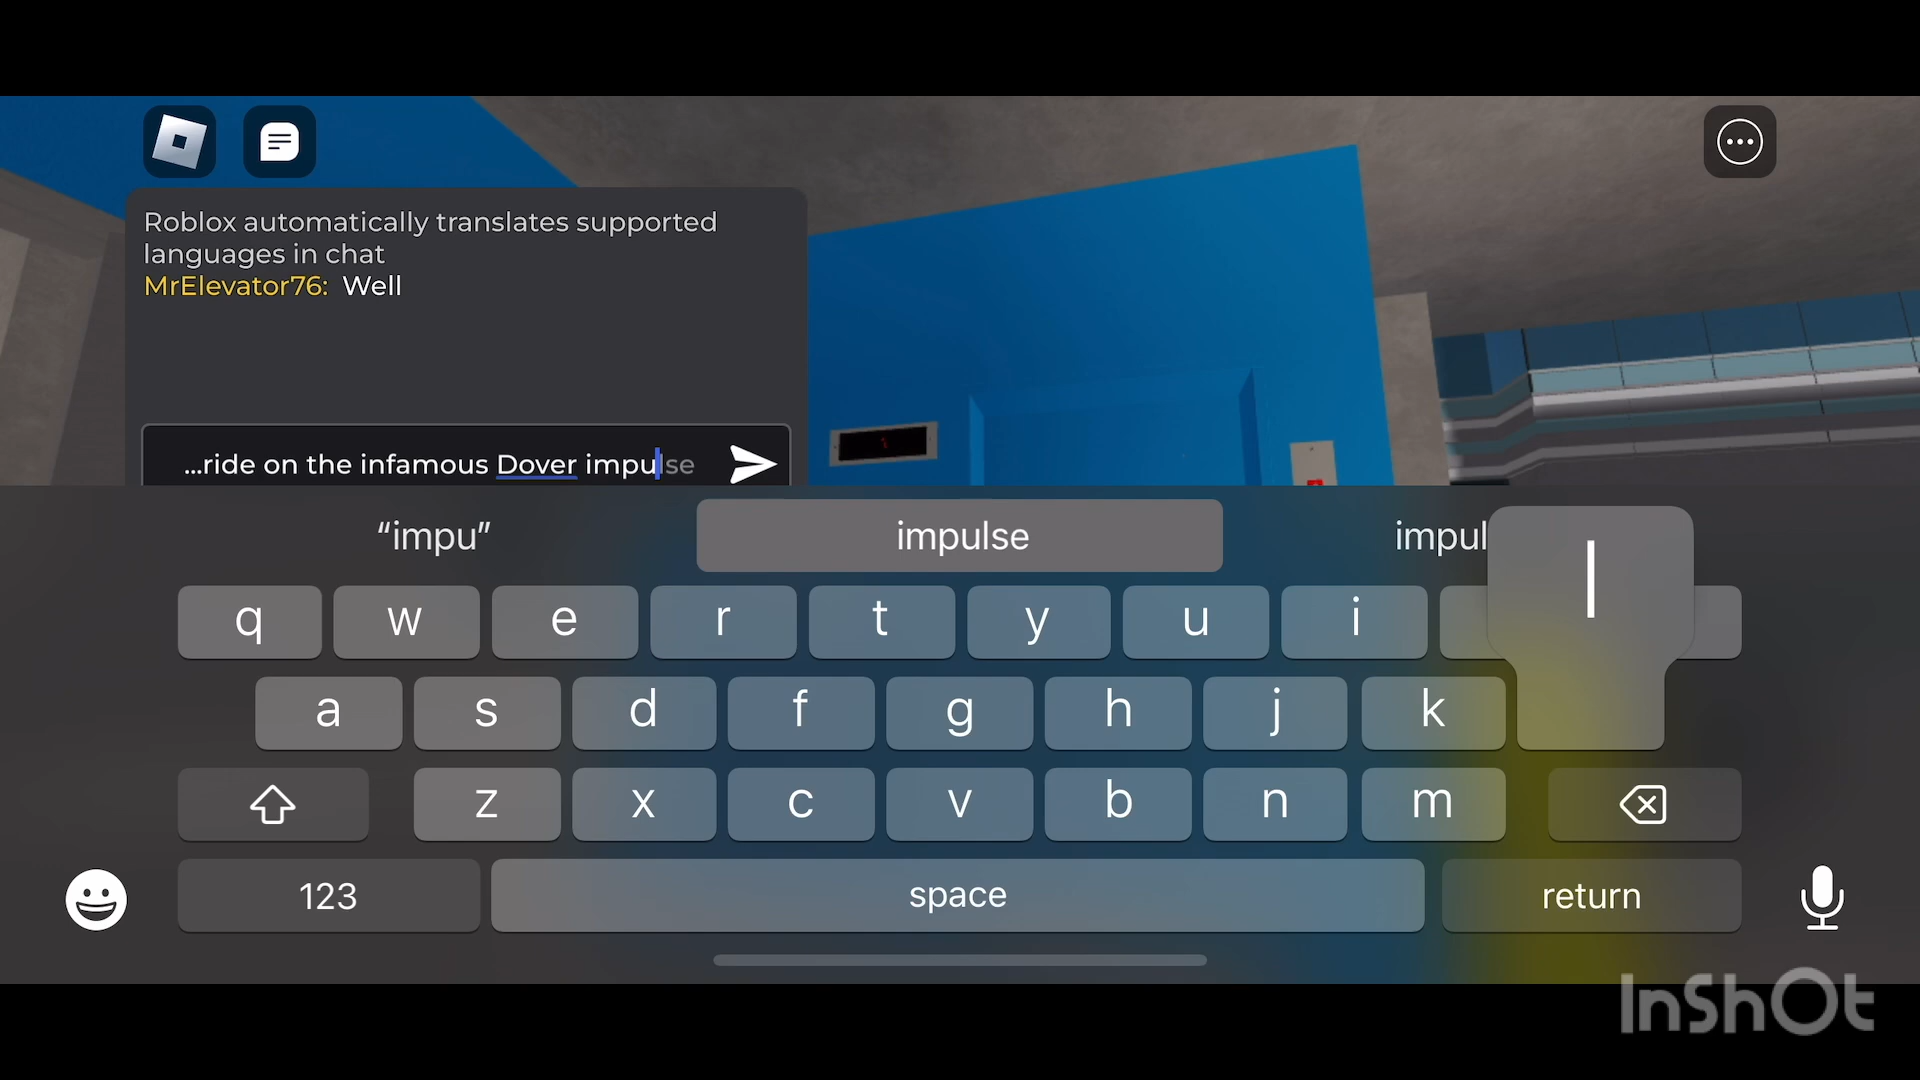 Roblox automatically translates supported
languages in chat
MrElevator76: Well
...ride on the infamous Dover impulse
“impu”
impulse
impul
q w e r t y u i
a s d f g h j k l
z x c v b n m
123
space
return
InShOt